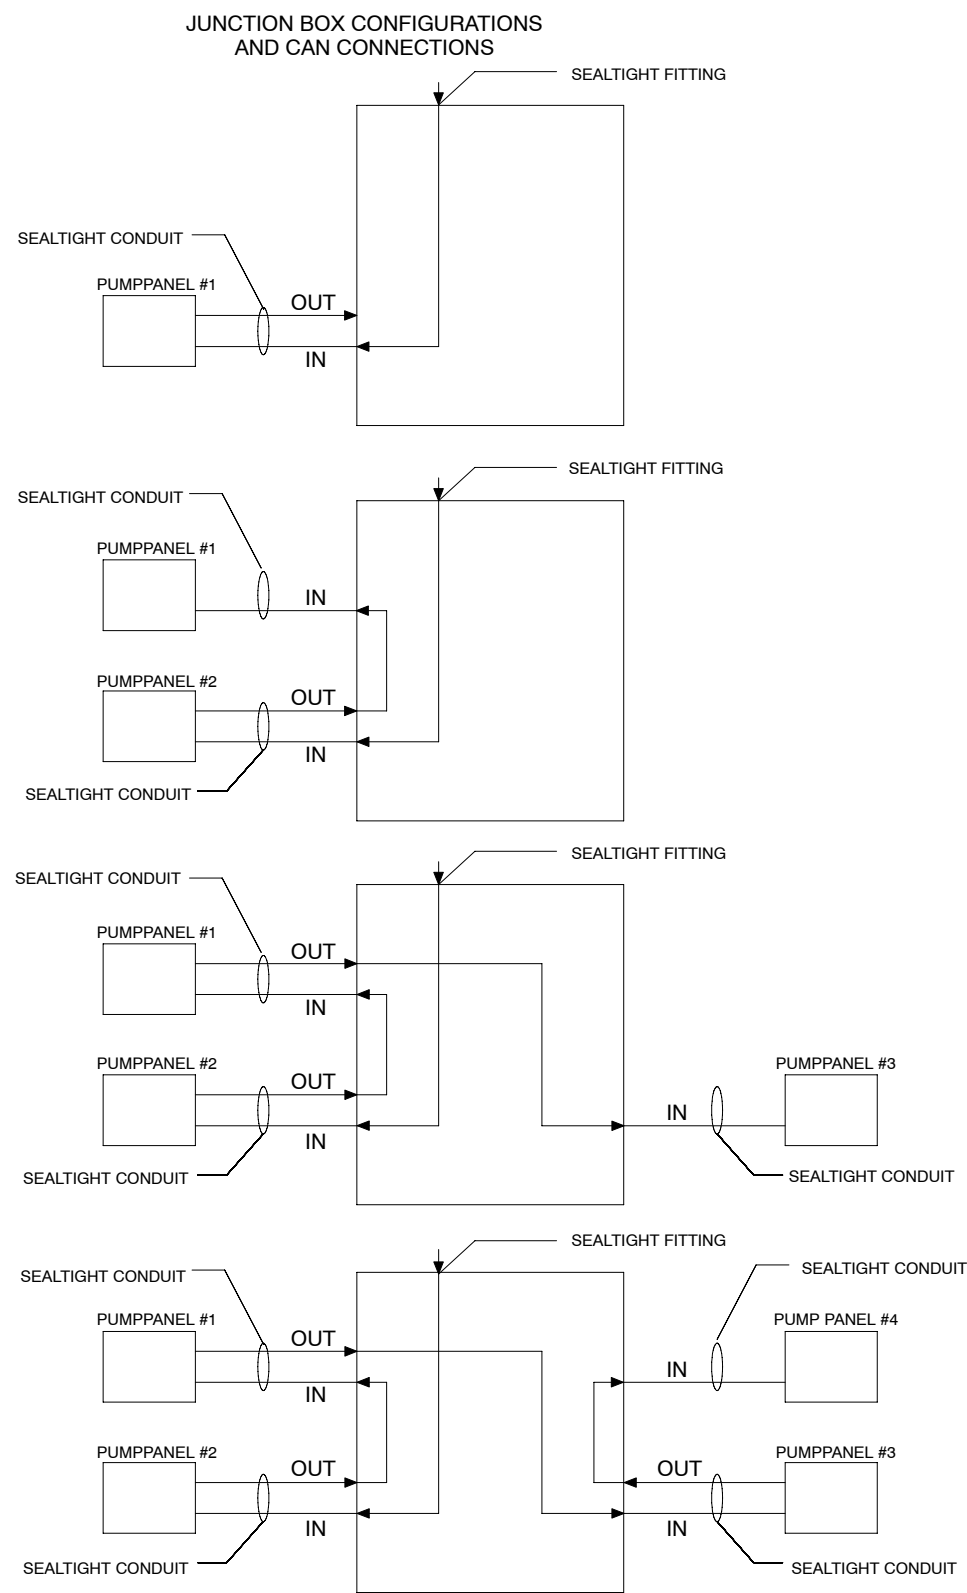 JUNCTION BOX CONFIGURATIONS
AND CAN CONNECTIONS
SEALTIGHT FITTING
SEALTIGHT CONDUIT
PUMPPANEL #1
OUT
IN
SEALTIGHT FITTING
SEALTIGHT CONDUIT
PUMPPANEL #1
IN
PUMPPANEL #2
OUT
IN
SEALTIGHT CONDUIT
SEALTIGHT FITTING
SEALTIGHT CONDUIT
PUMPPANEL #1
OUT
IN
PUMPPANEL #2
OUT
IN
SEALTIGHT CONDUIT
PUMPPANEL #3
IN
SEALTIGHT CONDUIT
SEALTIGHT FITTING
SEALTIGHT CONDUIT
PUMPPANEL #1
OUT
IN
PUMPPANEL #2
OUT
IN
SEALTIGHT CONDUIT
SEALTIGHT CONDUIT
PUMP PANEL #4
IN
PUMPPANEL #3
OUT
IN
SEALTIGHT CONDUIT